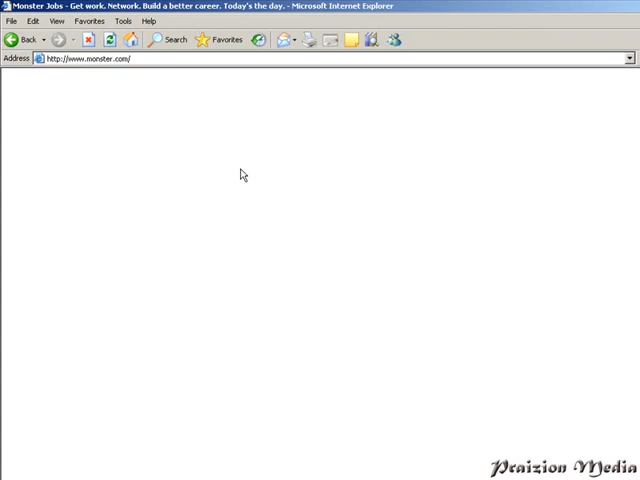 Monster Jobs - Get work. Network. Build a better career. Today's the day. - Microsoft Internet Explorer
File Edit View Favorites Tools Help
Back Search Favorites
Address http://www.monster.com/
Praizion Media